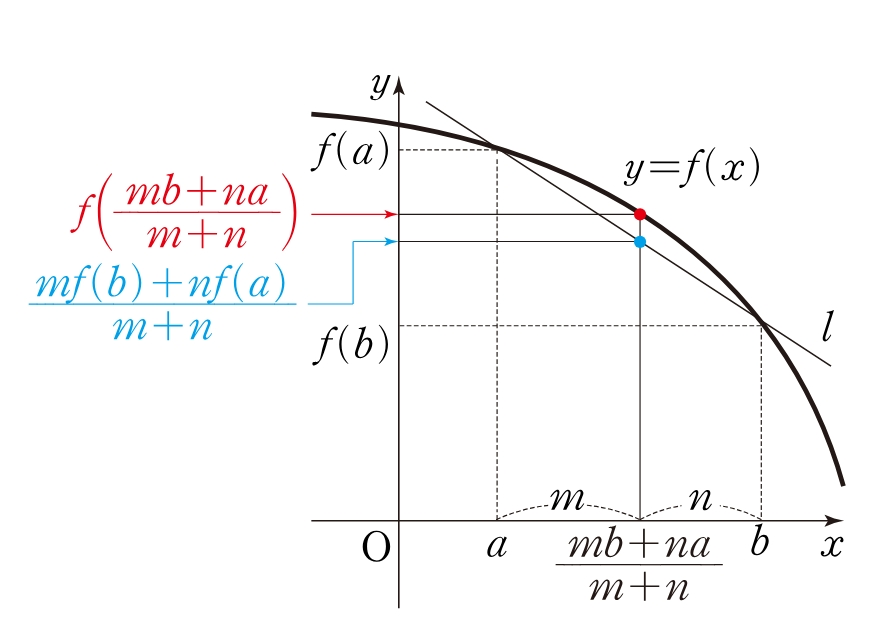 y
f(a)
y=f(x)
f(mb+na/m+n)
mf(b)+nf(a)/m+n
f(b)
l
m
n
O
a
mb+na/m+n
b
x